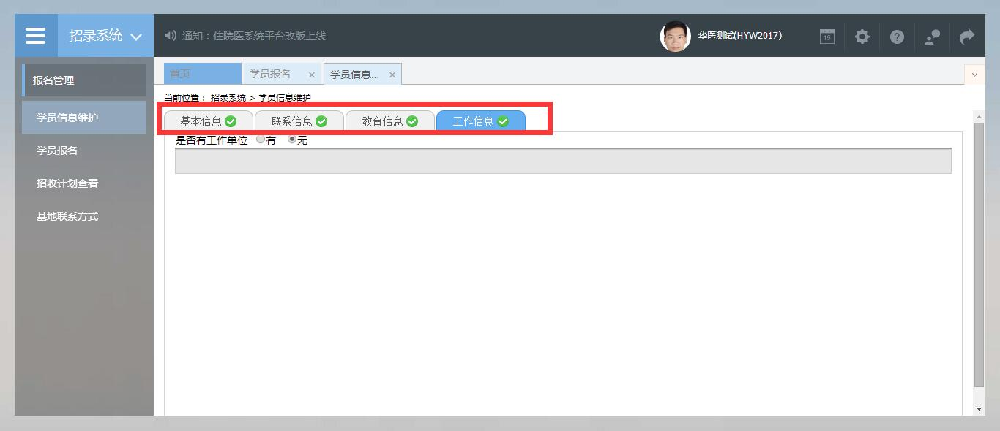 招录系统
通知：住院医系统平台改版上线
华医测试(HYW2017)
15
报名管理
学员信息维护
学员报名
招收计划查看
基地联系方式
首页
学员报名
学员信息...
当前位置： 招录系统 > 学员信息维护
基本信息
联系信息
教育信息
工作信息
是否有工作单位 有 无